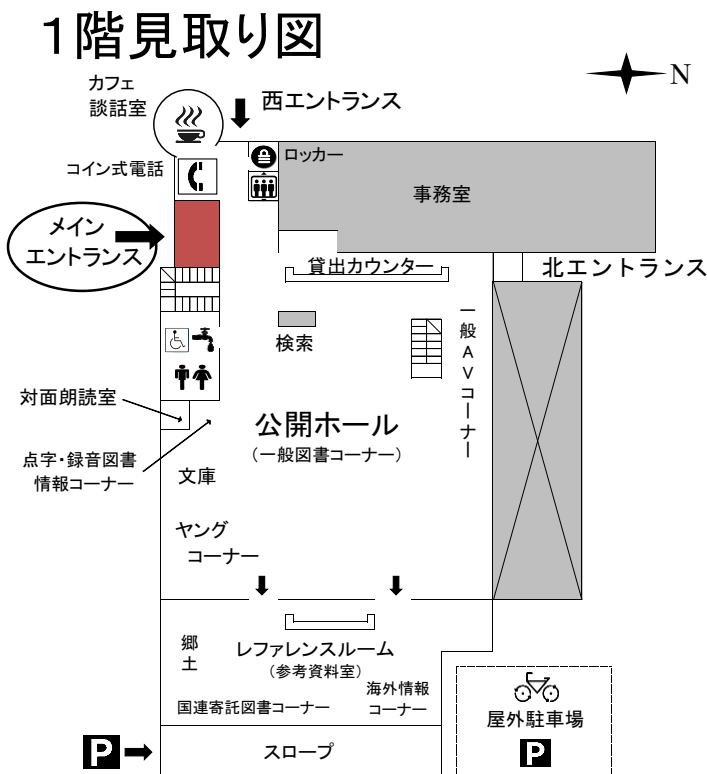 1階見取り図
N
カフェ
談話室
西エントランス
コイン式電話
ロッカー
事務室
メイン
エントランス
北エントランス
貸出カウンター
検索
一般AVコーナー
対面朗読室
公開ホール
(一般図書コーナー)
点字・録音図書
情報コーナー
文庫
ヤング
コーナー
郷土
レファレンスルーム
(参考資料室)
海外情報
コーナー
国連寄託図書コーナー
屋外駐車場
P
P
スロープ